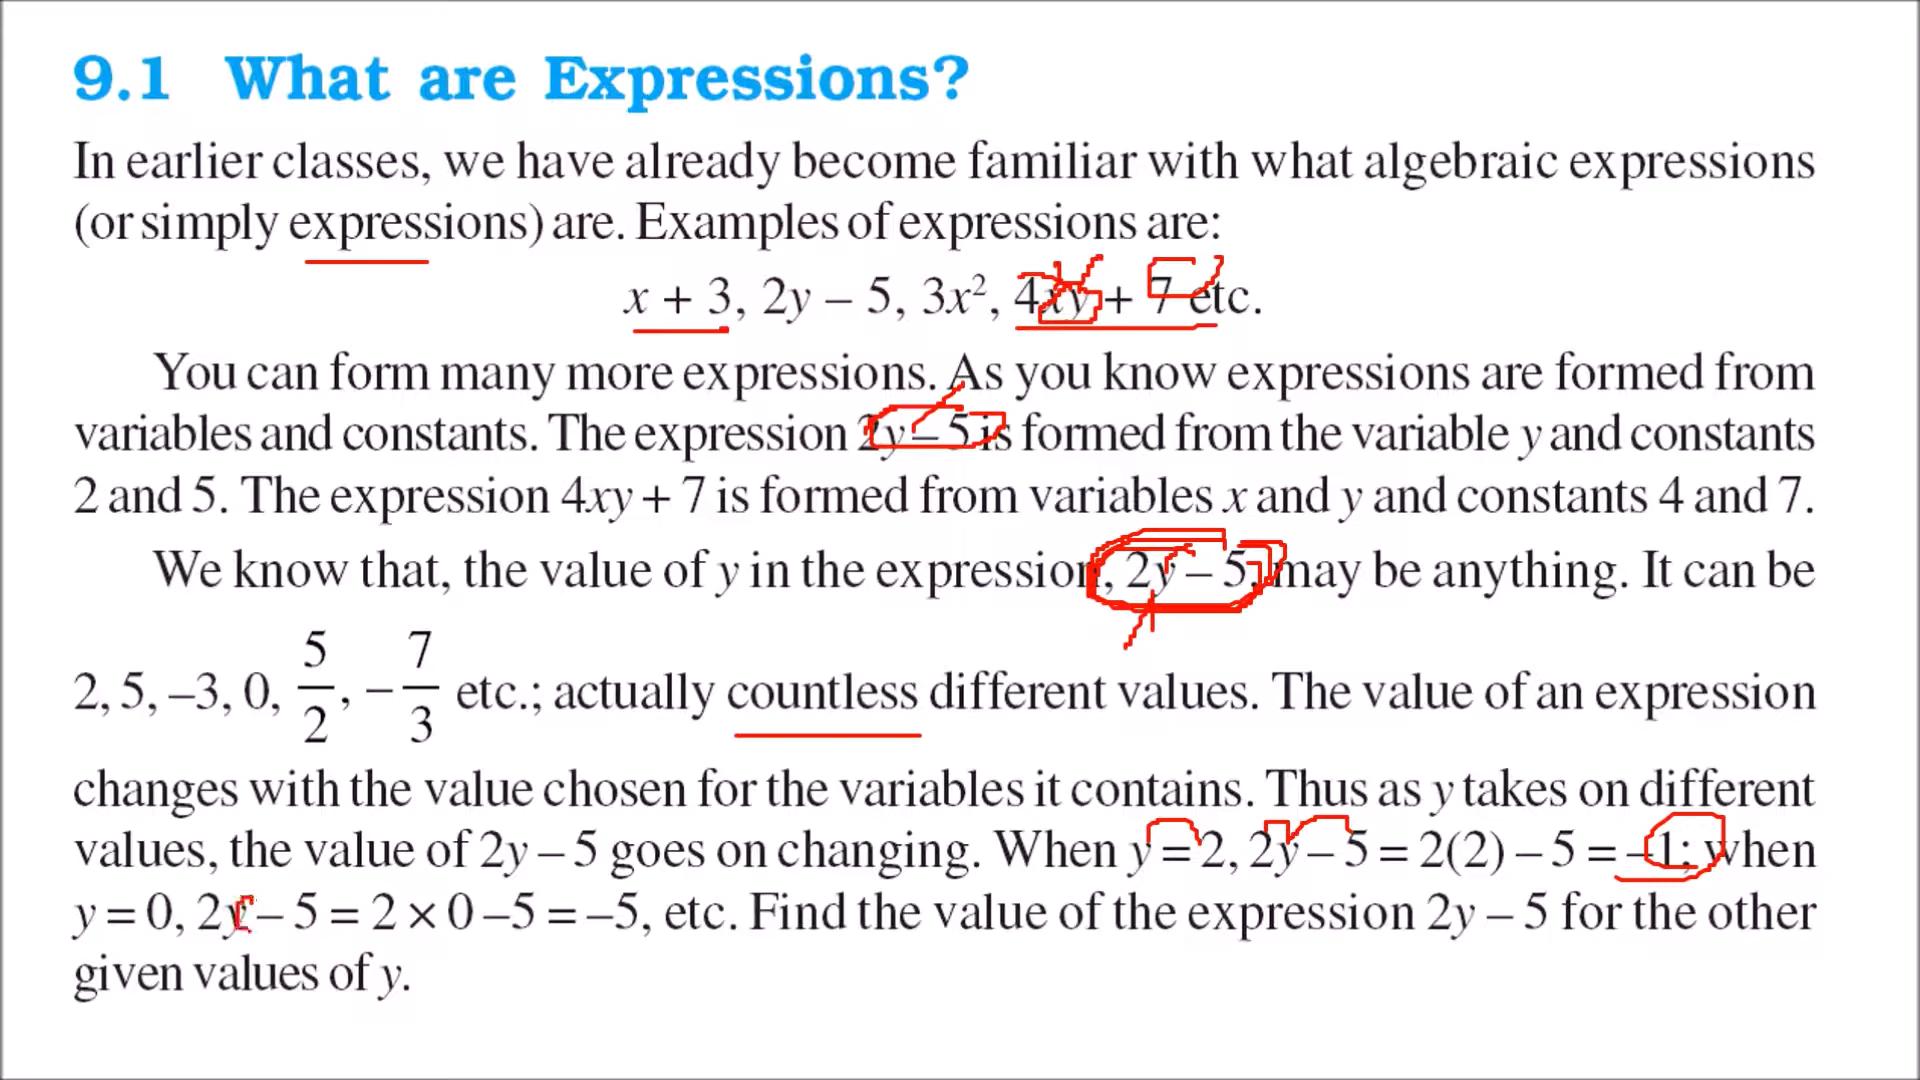 9.1 What are Expressions?
In earlier classes, we have already become familiar with what algebraic expressions
(or simply expressions) are. Examples of expressions are:
x + 3, 2y – 5, 3x², 4xy + 7 etc.
You can form many more expressions. As you know expressions are formed from
variables and constants. The expression 2y – 5 is formed from the variable y and constants
2 and 5. The expression 4xy + 7 is formed from variables x and y and constants 4 and 7.
We know that, the value of y in the expression, 2y – 5, may be anything. It can be
2, 5, –3, 0, 5/2, –7/3 etc.; actually countless different values. The value of an expression
changes with the value chosen for the variables it contains. Thus as y takes on different
values, the value of 2y – 5 goes on changing. When y = 2, 2y – 5 = 2(2) – 5 = –1; when
y = 0, 2y – 5 = 2 × 0 –5 = –5, etc. Find the value of the expression 2y – 5 for the other
given values of y.